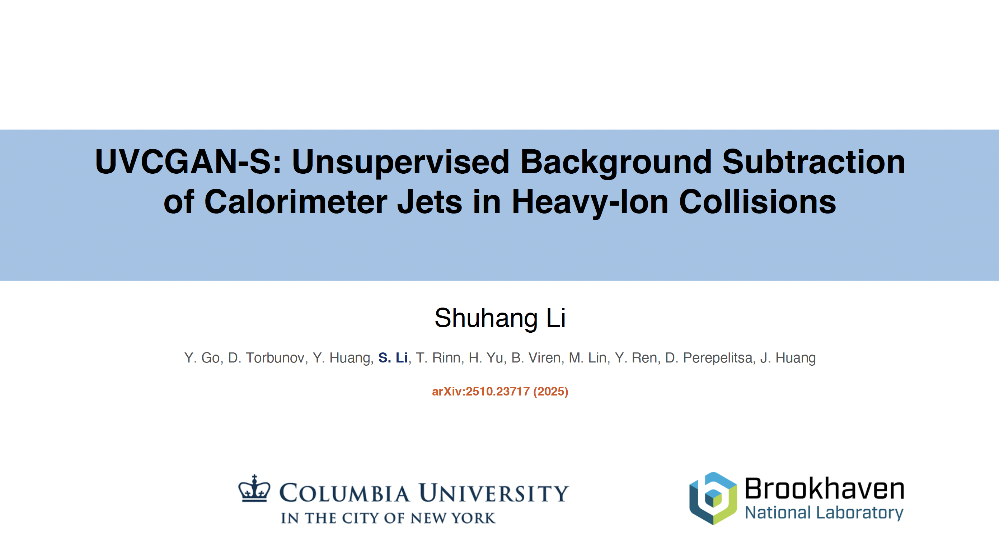 UVCGAN-S: Unsupervised Background Subtraction
of Calorimeter Jets in Heavy-Ion Collisions
Shuhang Li
Y. Go, D. Torbunov, Y. Huang, S. Li, T. Rinn, H. Yu, B. Viren, M. Lin, Y. Ren, D. Perepelitsa, J. Huang
arXiv:2510.23717 (2025)
COLUMBIA UNIVERSITY
IN THE CITY OF NEW YORK
Brookhaven
National Laboratory